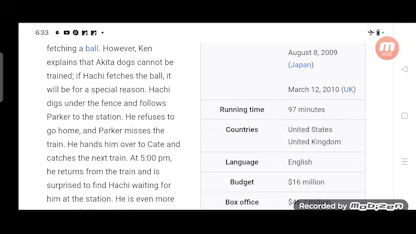 6:33
fetching a ball. However, Ken
explains that Akita dogs cannot be
trained; if Hachi fetches the ball, it
will be for a special reason. Hachi
digs under the fence and follows
Parker to the station. He refuses to
go home, and Parker misses the
train. He hands him over to Cate and
catches the next train. At 5:00 pm,
he returns from the train and is
surprised to find Hachi waiting for
him at the station. He is even more
August 8, 2009
(Japan)
March 12, 2010 (UK)
Running time 97 minutes
Countries United States
United Kingdom
Language English
Budget $16 million
Box office million
Recorded by MOBIZEN